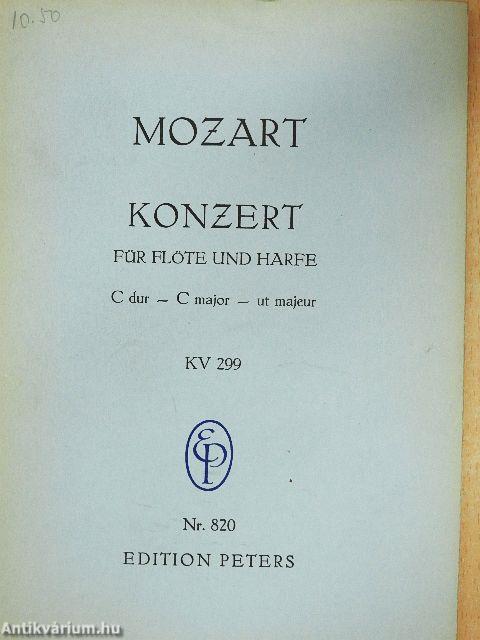 10.50
MOZART
KONZERT
FÜR FLÖTE UND HARFE
C dur – C major – ut majeur
KV 299
EP
Nr. 820
EDITION PETERS
Antikvárium.hu